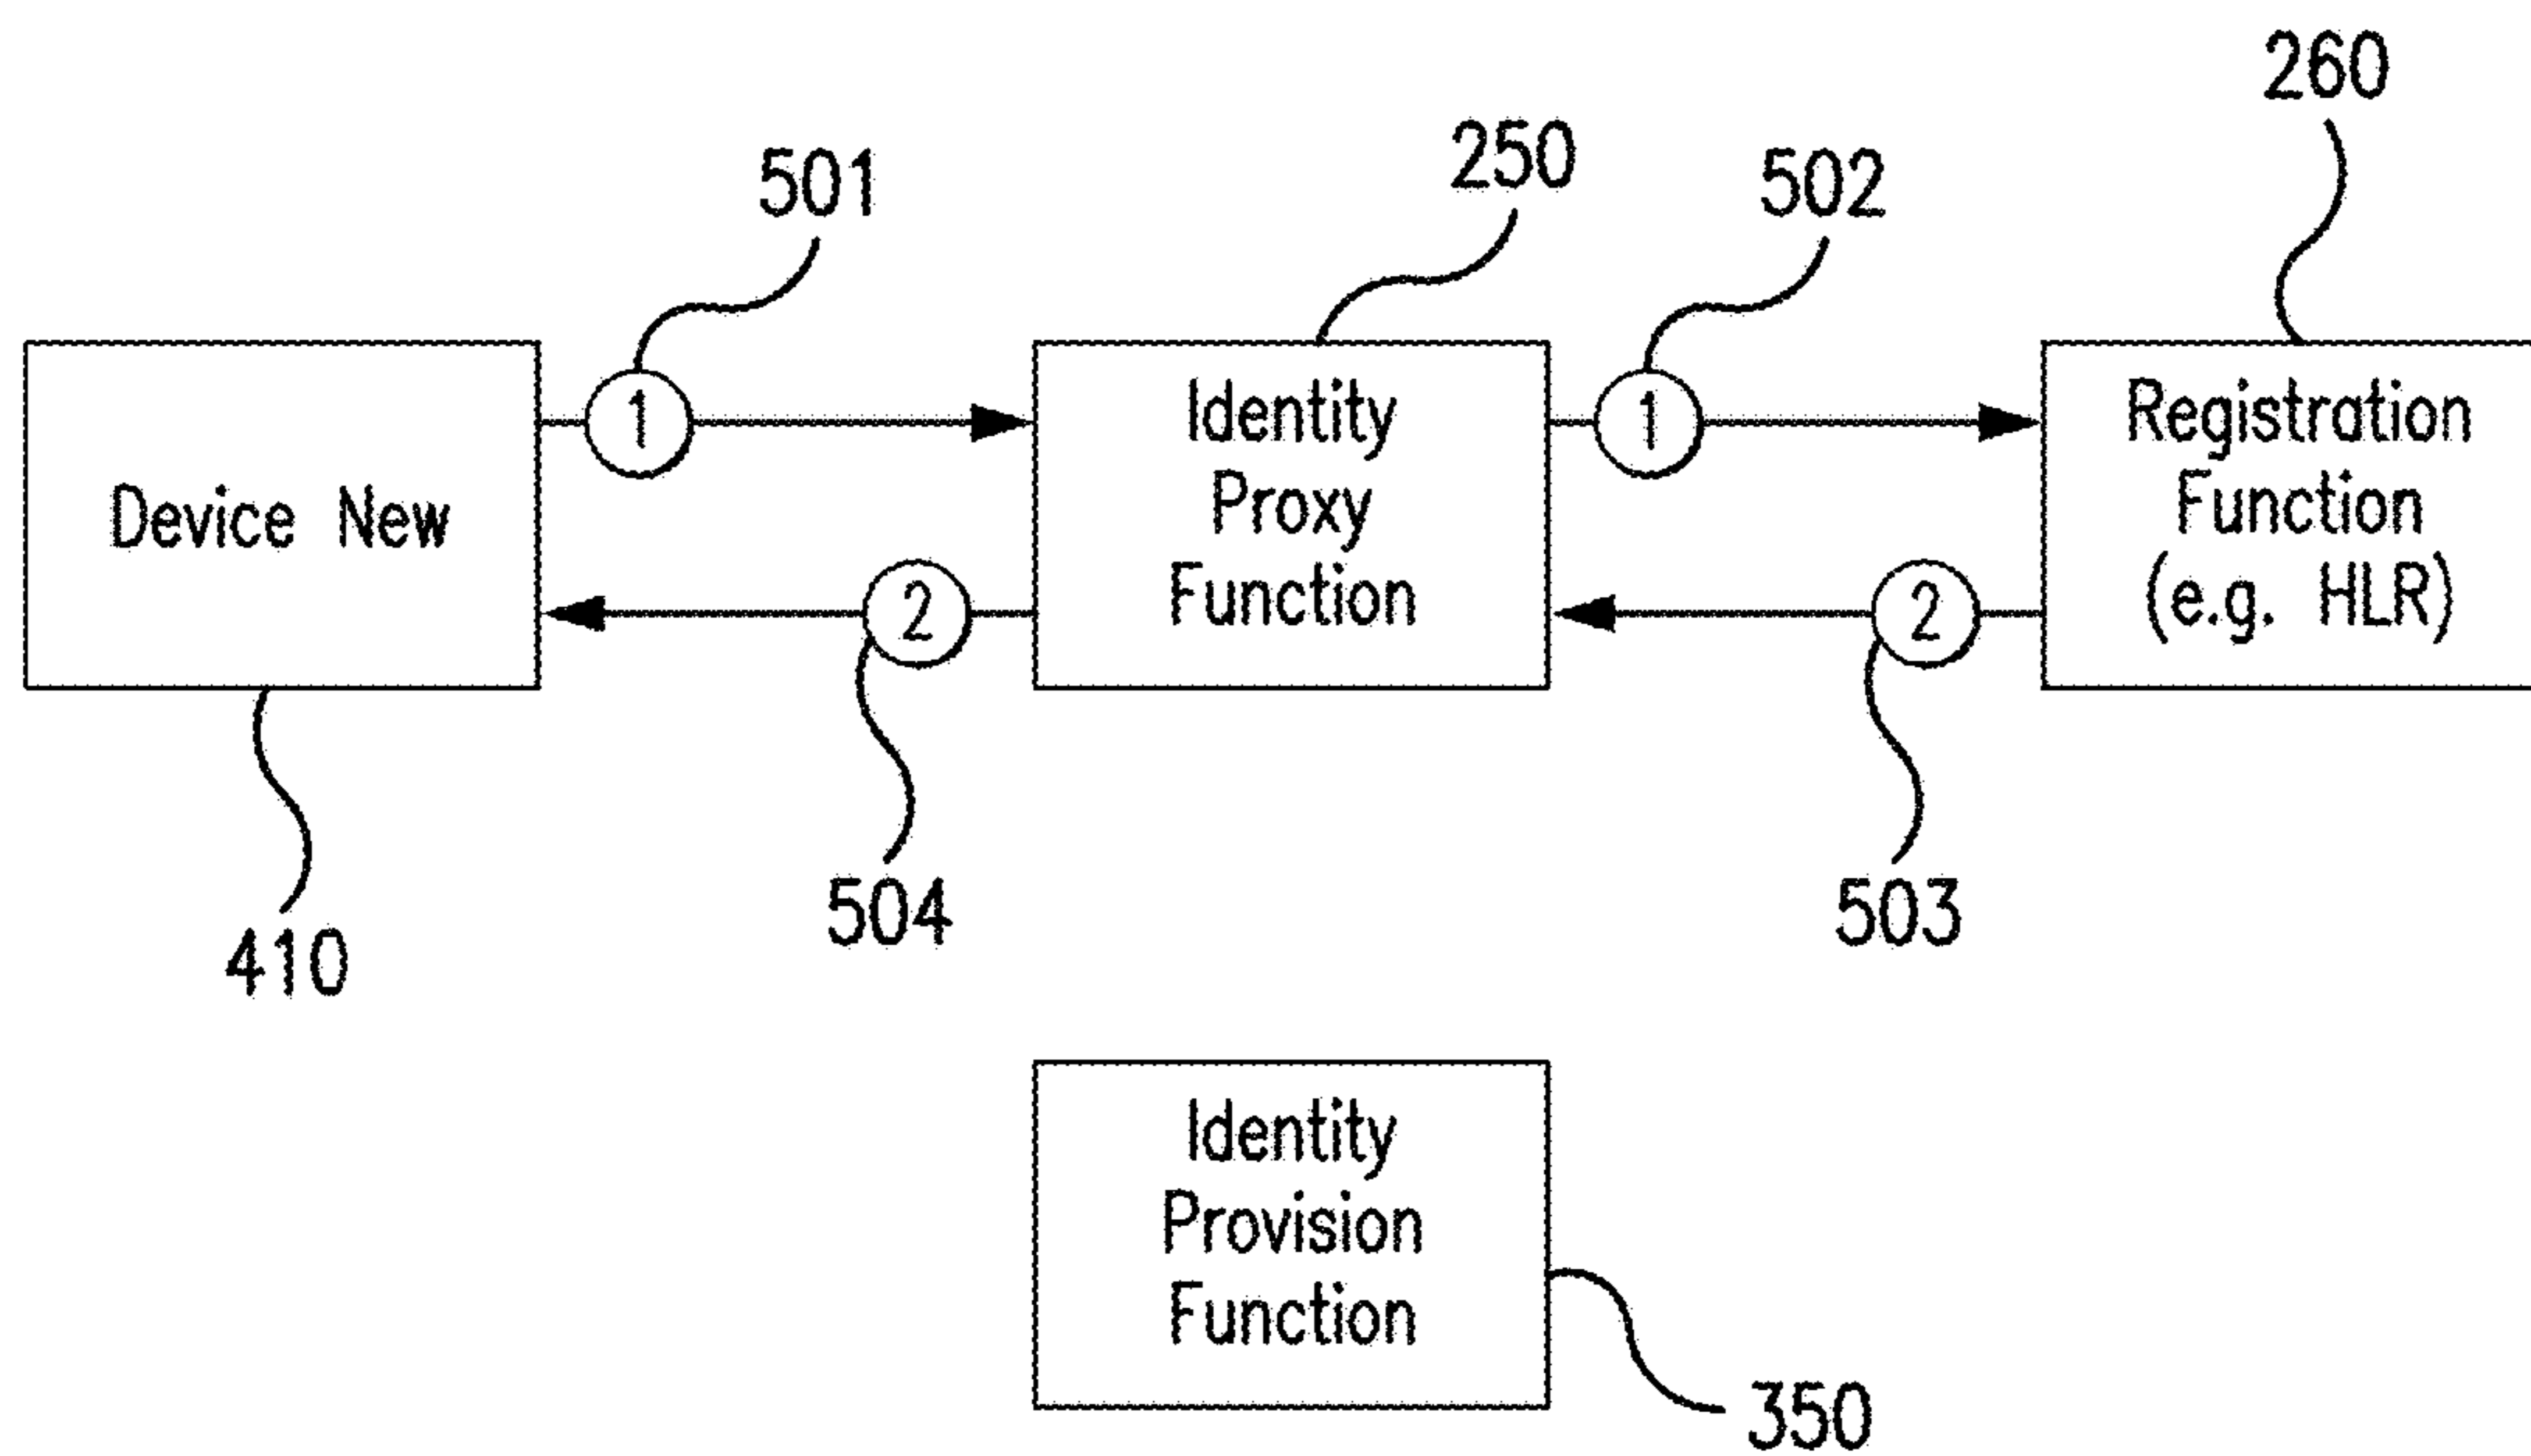 260
250
501
502
1
1
Device New
Identity
Proxy
Function
Registration
Function
(e.g. HLR)
2
2
504
503
410
Identity
Provision
Function
350